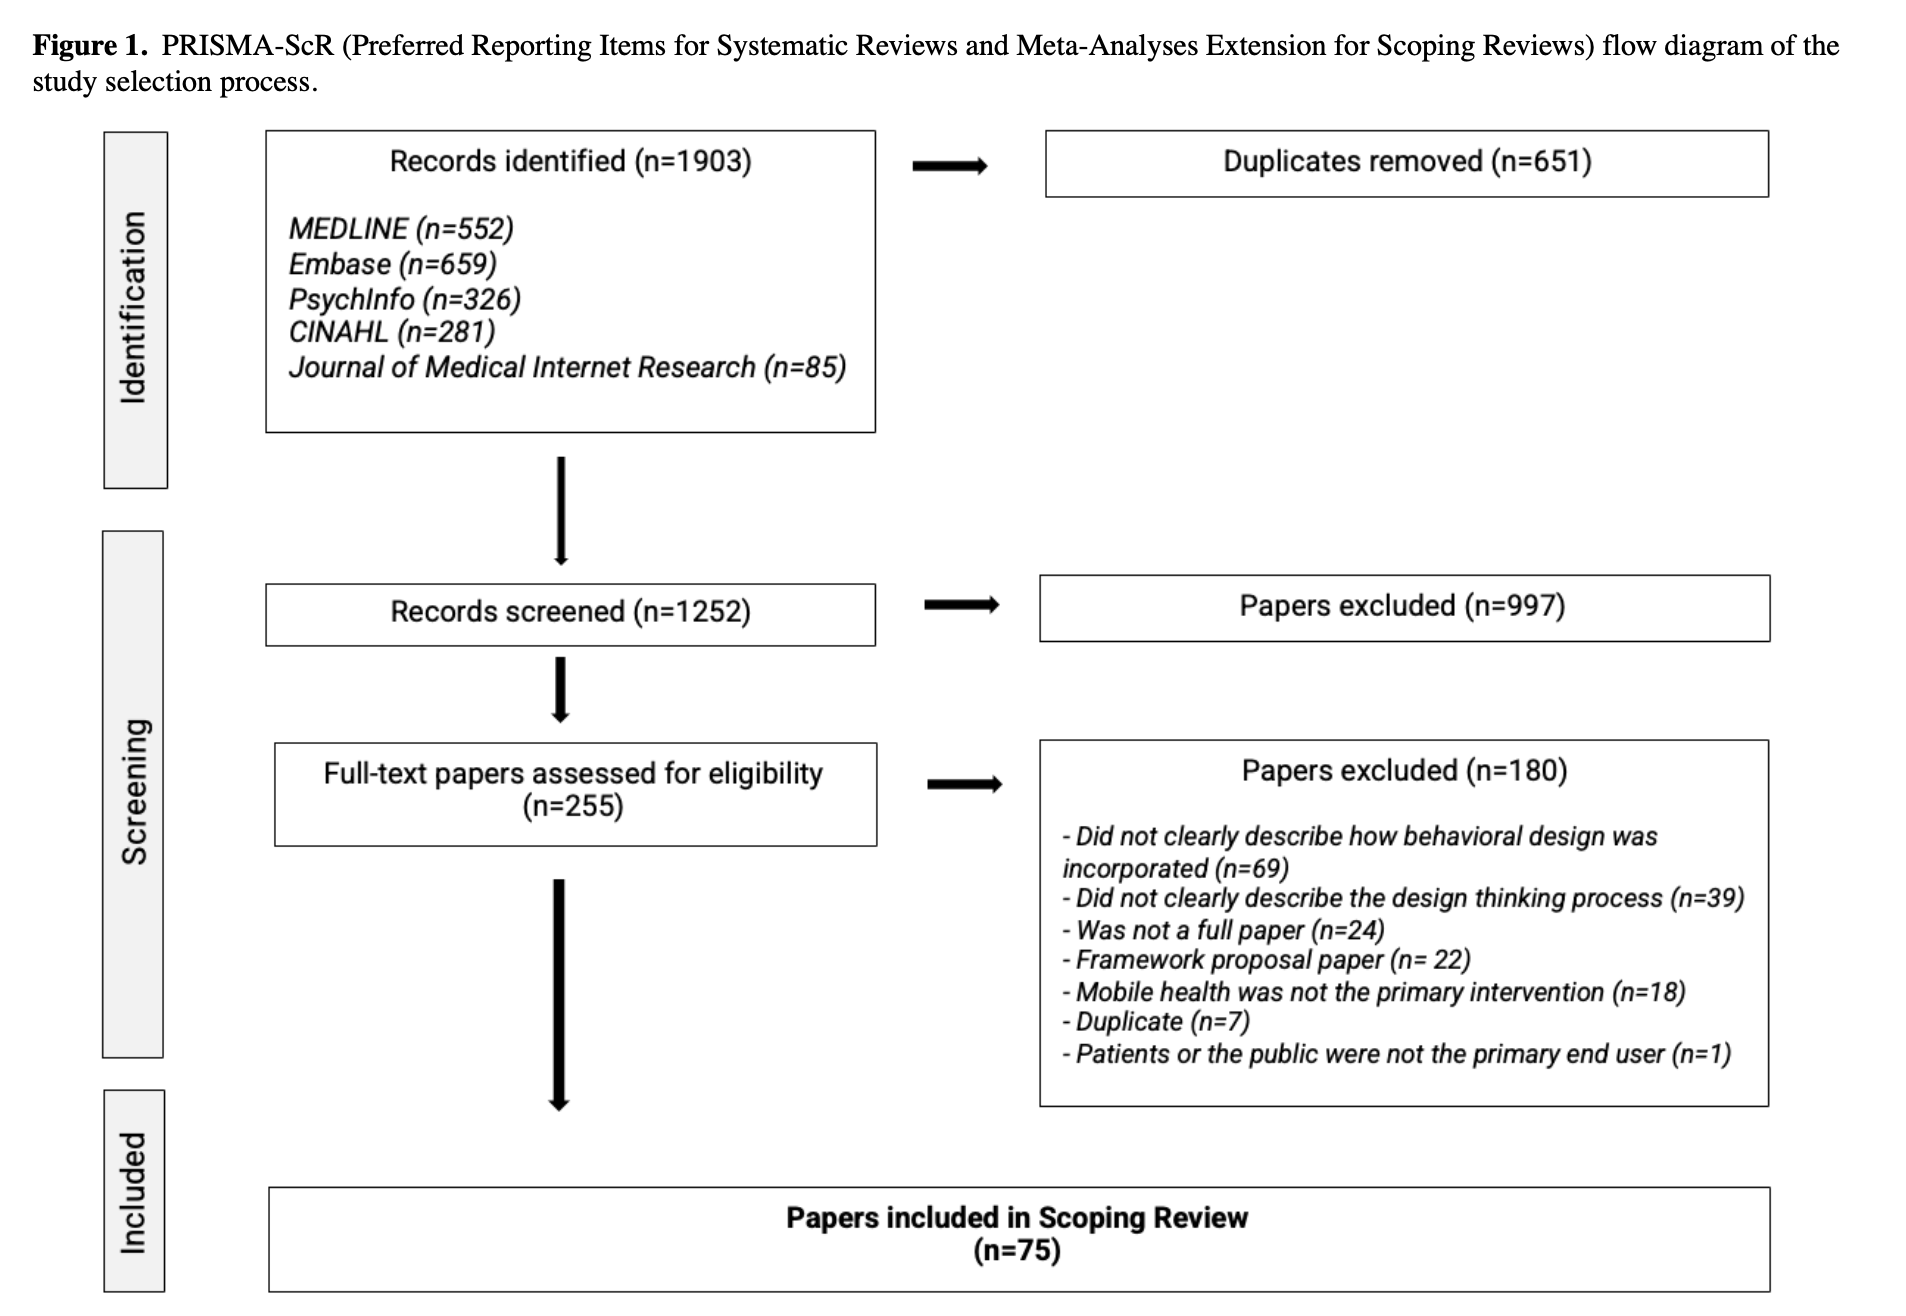 Figure 1. PRISMA-ScR (Preferred Reporting Items for Systematic Reviews and Meta-Analyses Extension for Scoping Reviews) flow diagram of the
study selection process.
Identification
Records identified (n=1903)
MEDLINE (n=552)
Embase (n=659)
PsychInfo (n=326)
CINAHL (n=281)
Journal of Medical Internet Research (n=85)
Duplicates removed (n=651)
Screening
Records screened (n=1252)
Papers excluded (n=997)
Full-text papers assessed for eligibility
(n=255)
Papers excluded (n=180)
- Did not clearly describe how behavioral design was
incorporated (n=69)
- Did not clearly describe the design thinking process (n=39)
- Was not a full paper (n=24)
- Framework proposal paper (n= 22)
- Mobile health was not the primary intervention (n=18)
- Duplicate (n=7)
- Patients or the public were not the primary end user (n=1)
Included
Papers included in Scoping Review
(n=75)